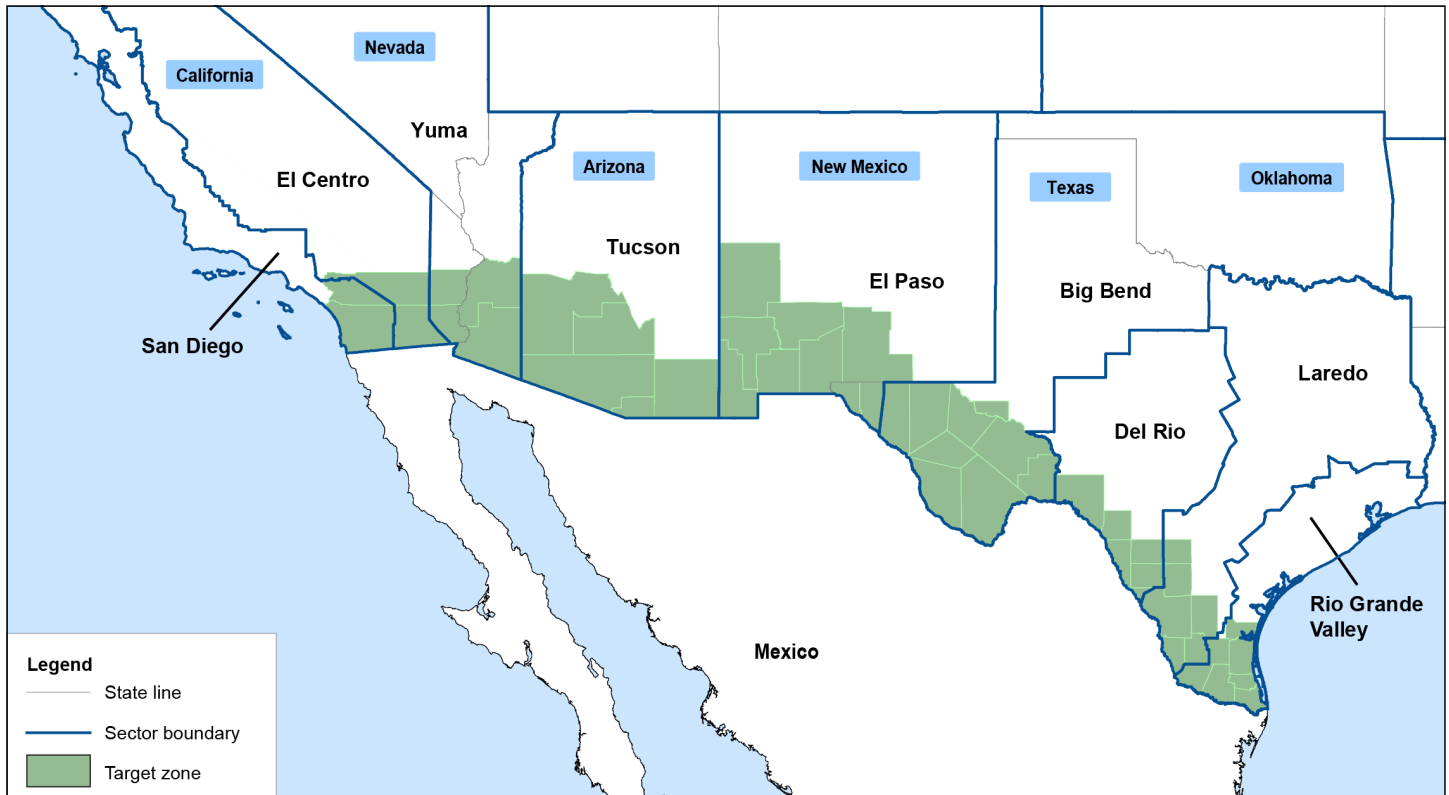 Nevada
California
Yuma
Arizona
New Mexico
Texas
Oklahoma
El Centro
Tucson
El Paso
Big Bend
San Diego
Laredo
Del Rio
Rio Grande
Valley
Mexico
Legend
State line
Sector boundary
Target zone